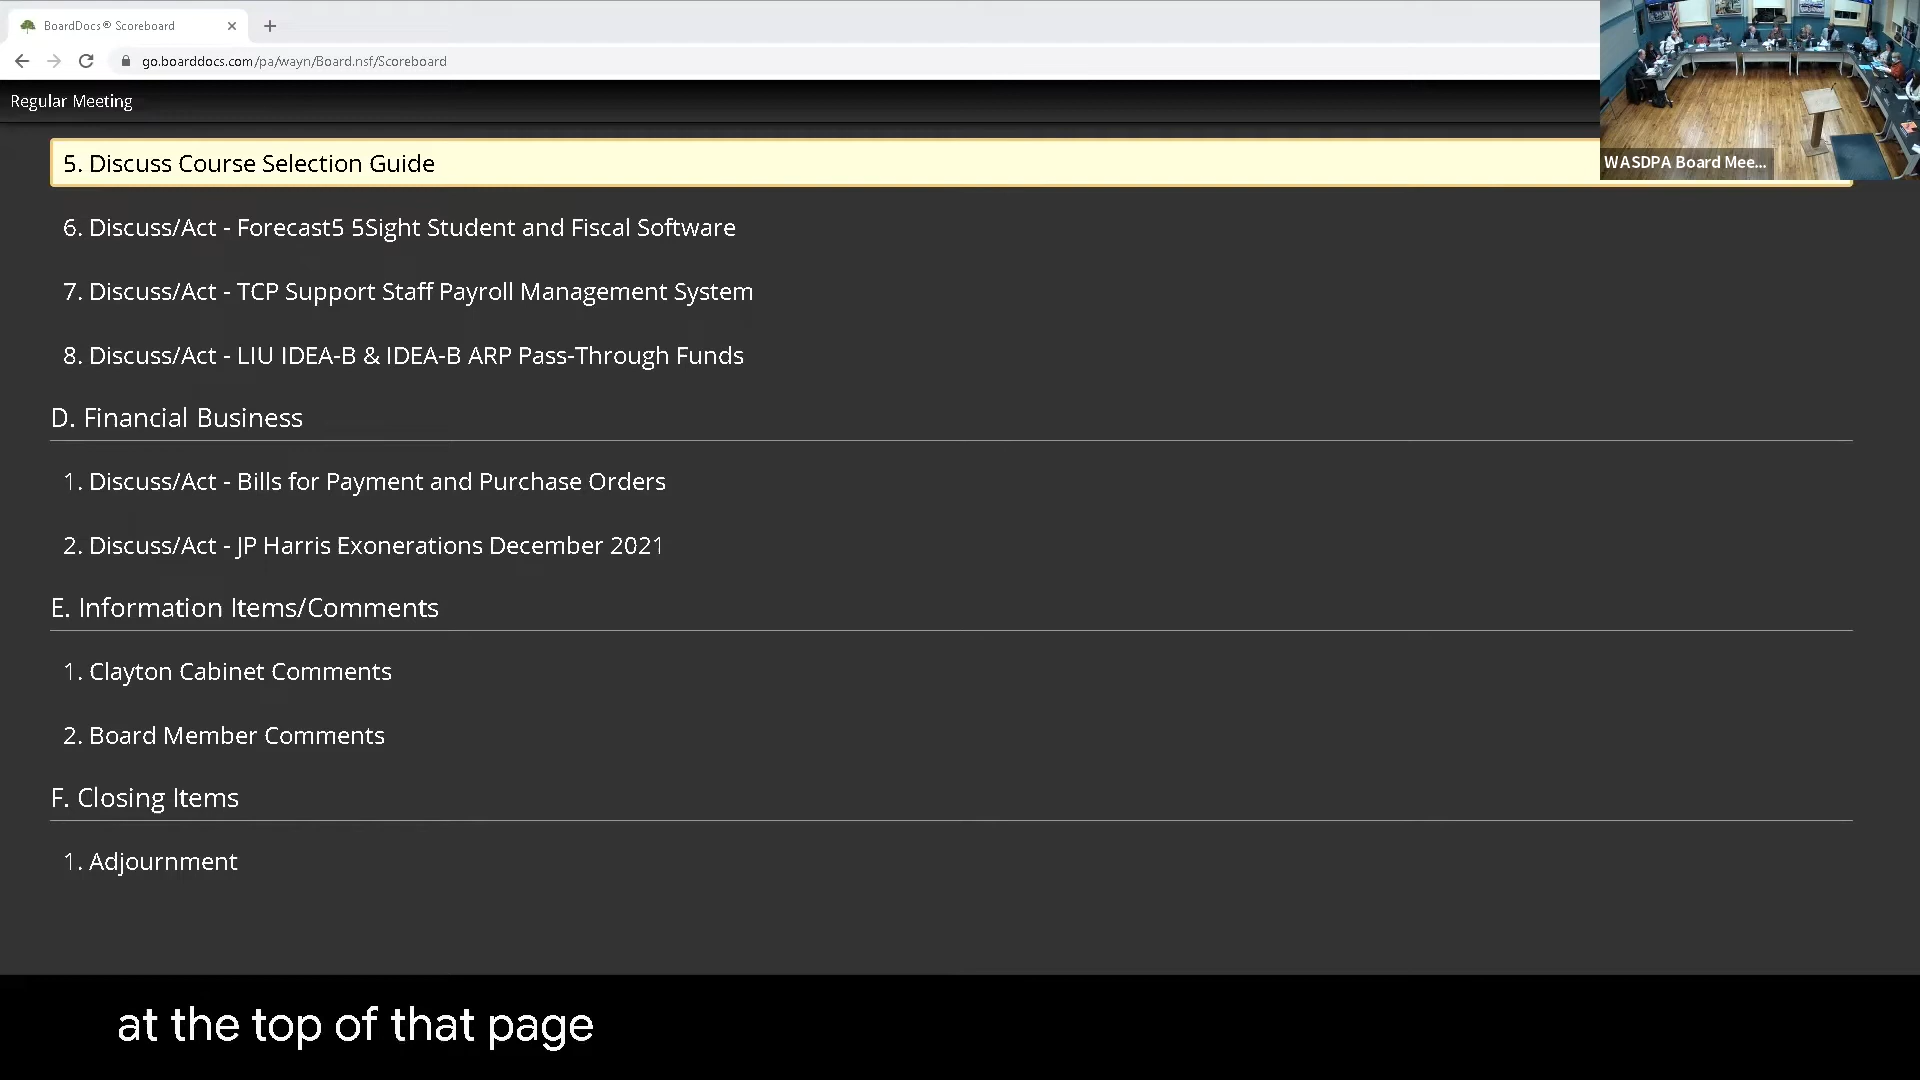 BoardDocs® Scoreboard
go.boarddocs.com/pa/wayn/Board.nsf/Scoreboard
Regular Meeting
WASDPA Board Mee...
5. Discuss Course Selection Guide
6. Discuss/Act - Forecast5 5Sight Student and Fiscal Software
7. Discuss/Act - TCP Support Staff Payroll Management System
8. Discuss/Act - LIU IDEA-B & IDEA-B ARP Pass-Through Funds
D. Financial Business
1. Discuss/Act - Bills for Payment and Purchase Orders
2. Discuss/Act - JP Harris Exonerations December 2021
E. Information Items/Comments
1. Clayton Cabinet Comments
2. Board Member Comments
F. Closing Items
1. Adjournment
at the top of that page